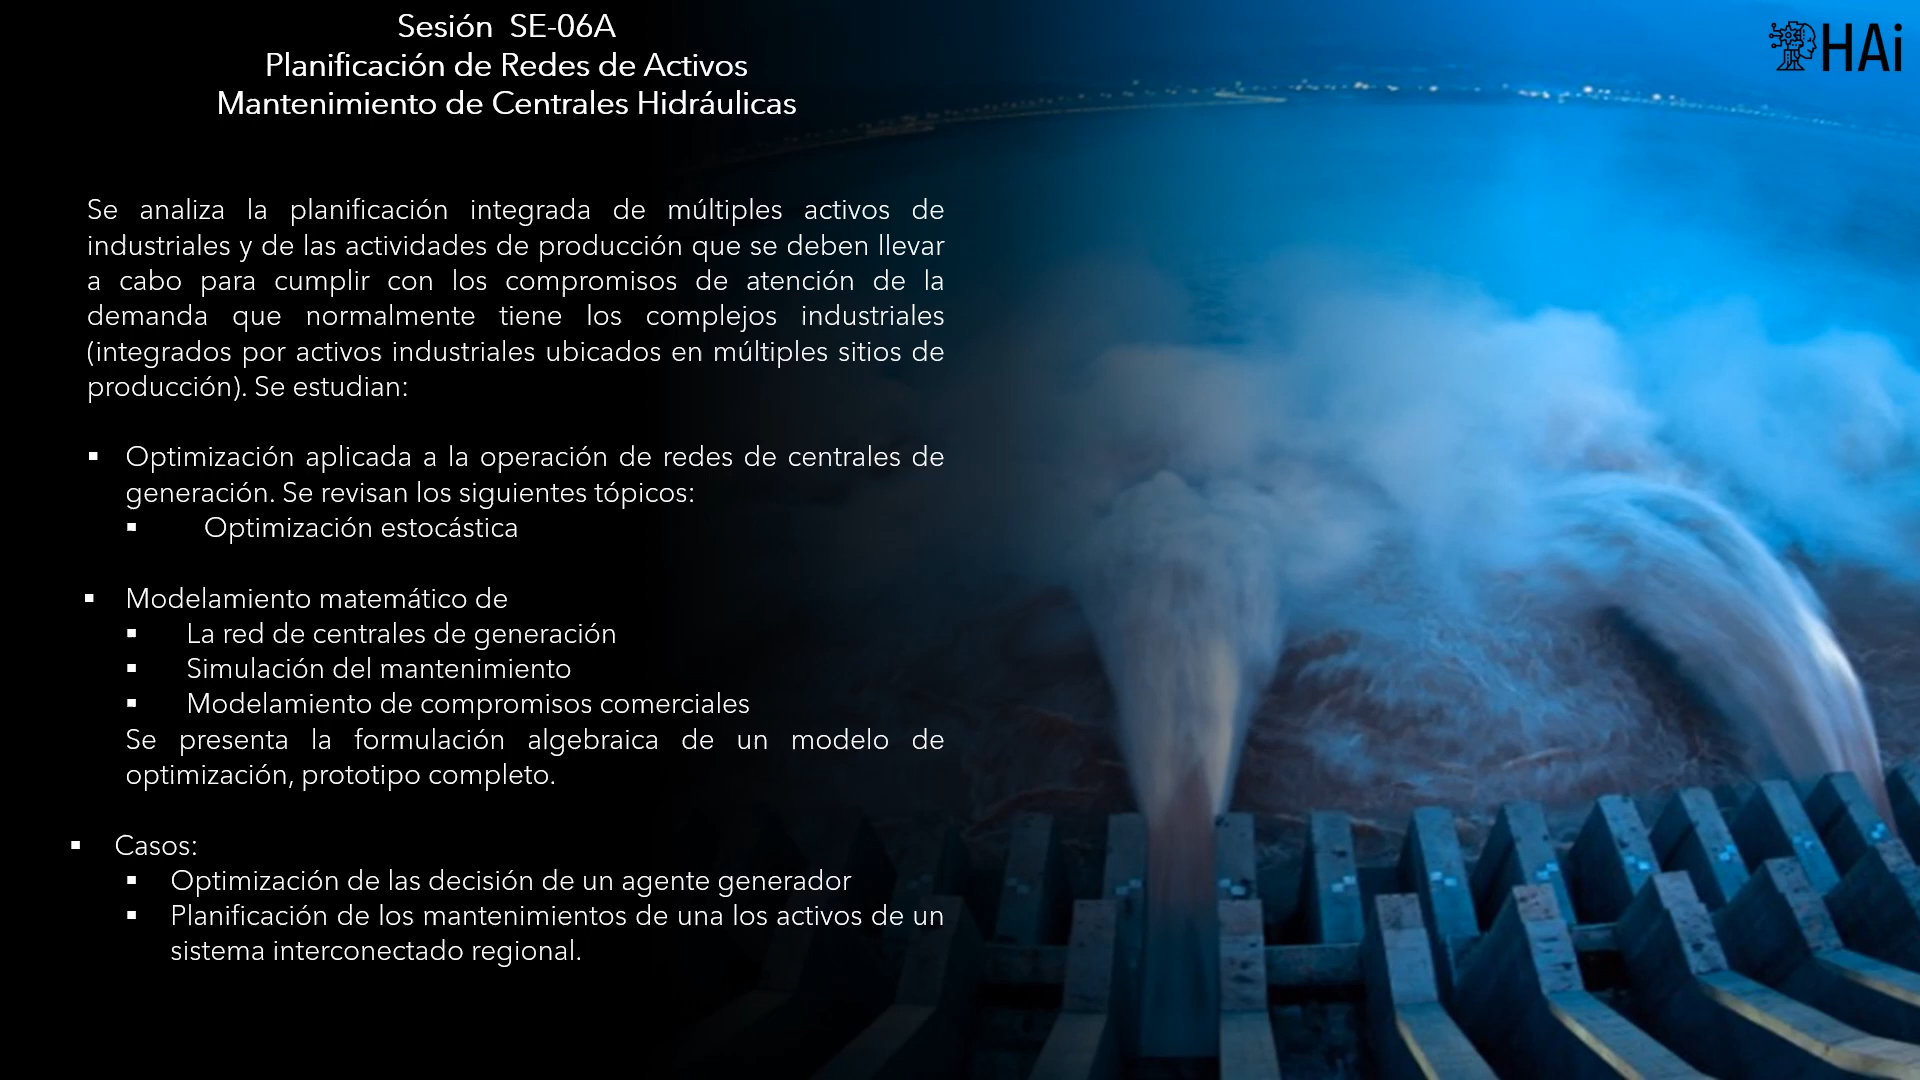 Sesión SE-06A
Planificación de Redes de Activos
Mantenimiento de Centrales Hidráulicas
HAi
Se analiza la planificación integrada de múltiples activos de
industriales y de las actividades de producción que se deben llevar
a cabo para cumplir con los compromisos de atención de la
demanda que normalmente tiene los complejos industriales
(integrados por activos industriales ubicados en múltiples sitios de
producción). Se estudian:
▪ Optimización aplicada a la operación de redes de centrales de
generación. Se revisan los siguientes tópicos:
▪ Optimización estocástica
▪ Modelamiento matemático de
▪ La red de centrales de generación
▪ Simulación del mantenimiento
▪ Modelamiento de compromisos comerciales
Se presenta la formulación algebraica de un modelo de
optimización, prototipo completo.
▪ Casos:
▪ Optimización de las decisión de un agente generador
▪ Planificación de los mantenimientos de una los activos de un
sistema interconectado regional.